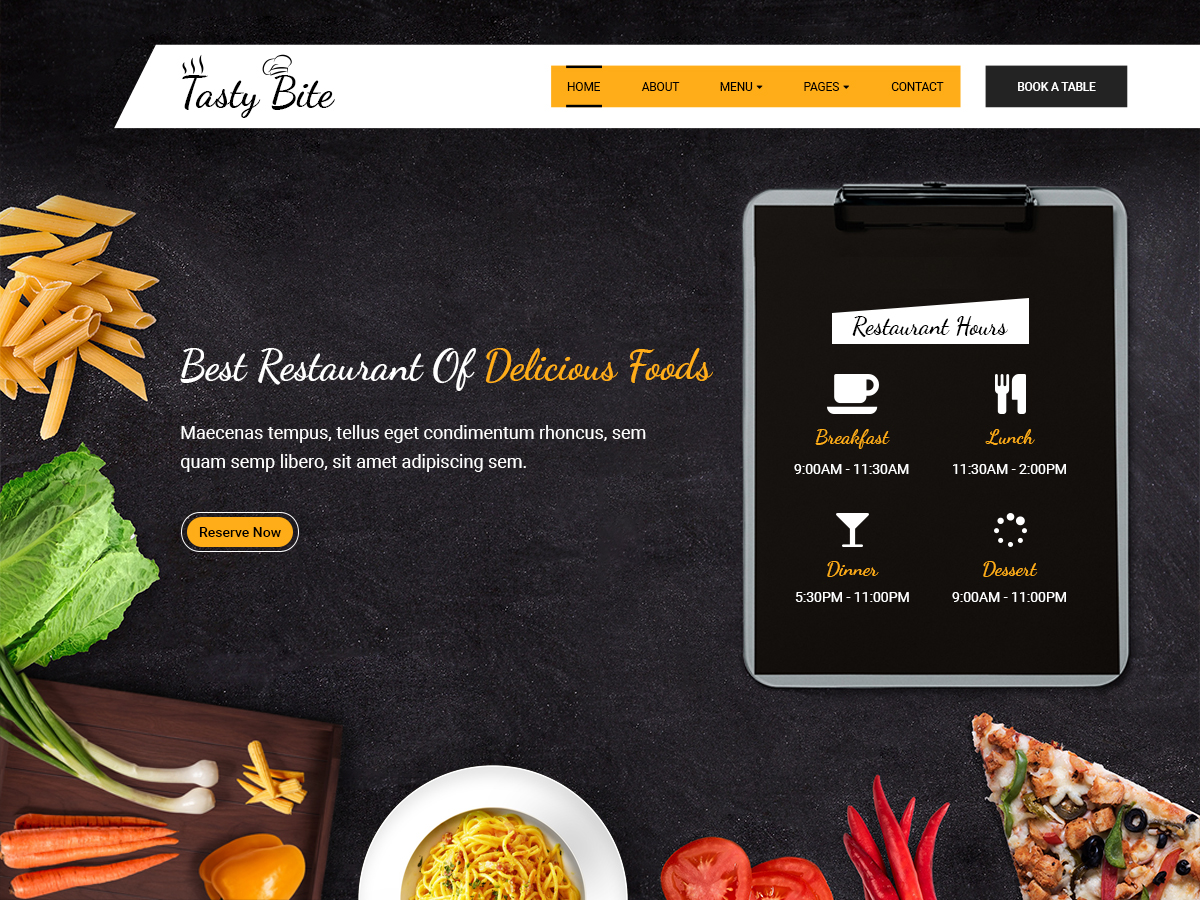 Tasty Bite
HOME ABOUT MENU PAGES CONTACT BOOK A TABLE
Best Restaurant Of Delicious Foods
Maecenas tempus, tellus eget condimentum rhoncus, sem
quam semp libero, sit amet adipiscing sem.
Reserve Now
Restaurant Hours
Breakfast
9:00AM - 11:30AM
Lunch
11:30AM - 2:00PM
Dinner
5:30PM - 11:00PM
Dessert
9:00AM - 11:00PM